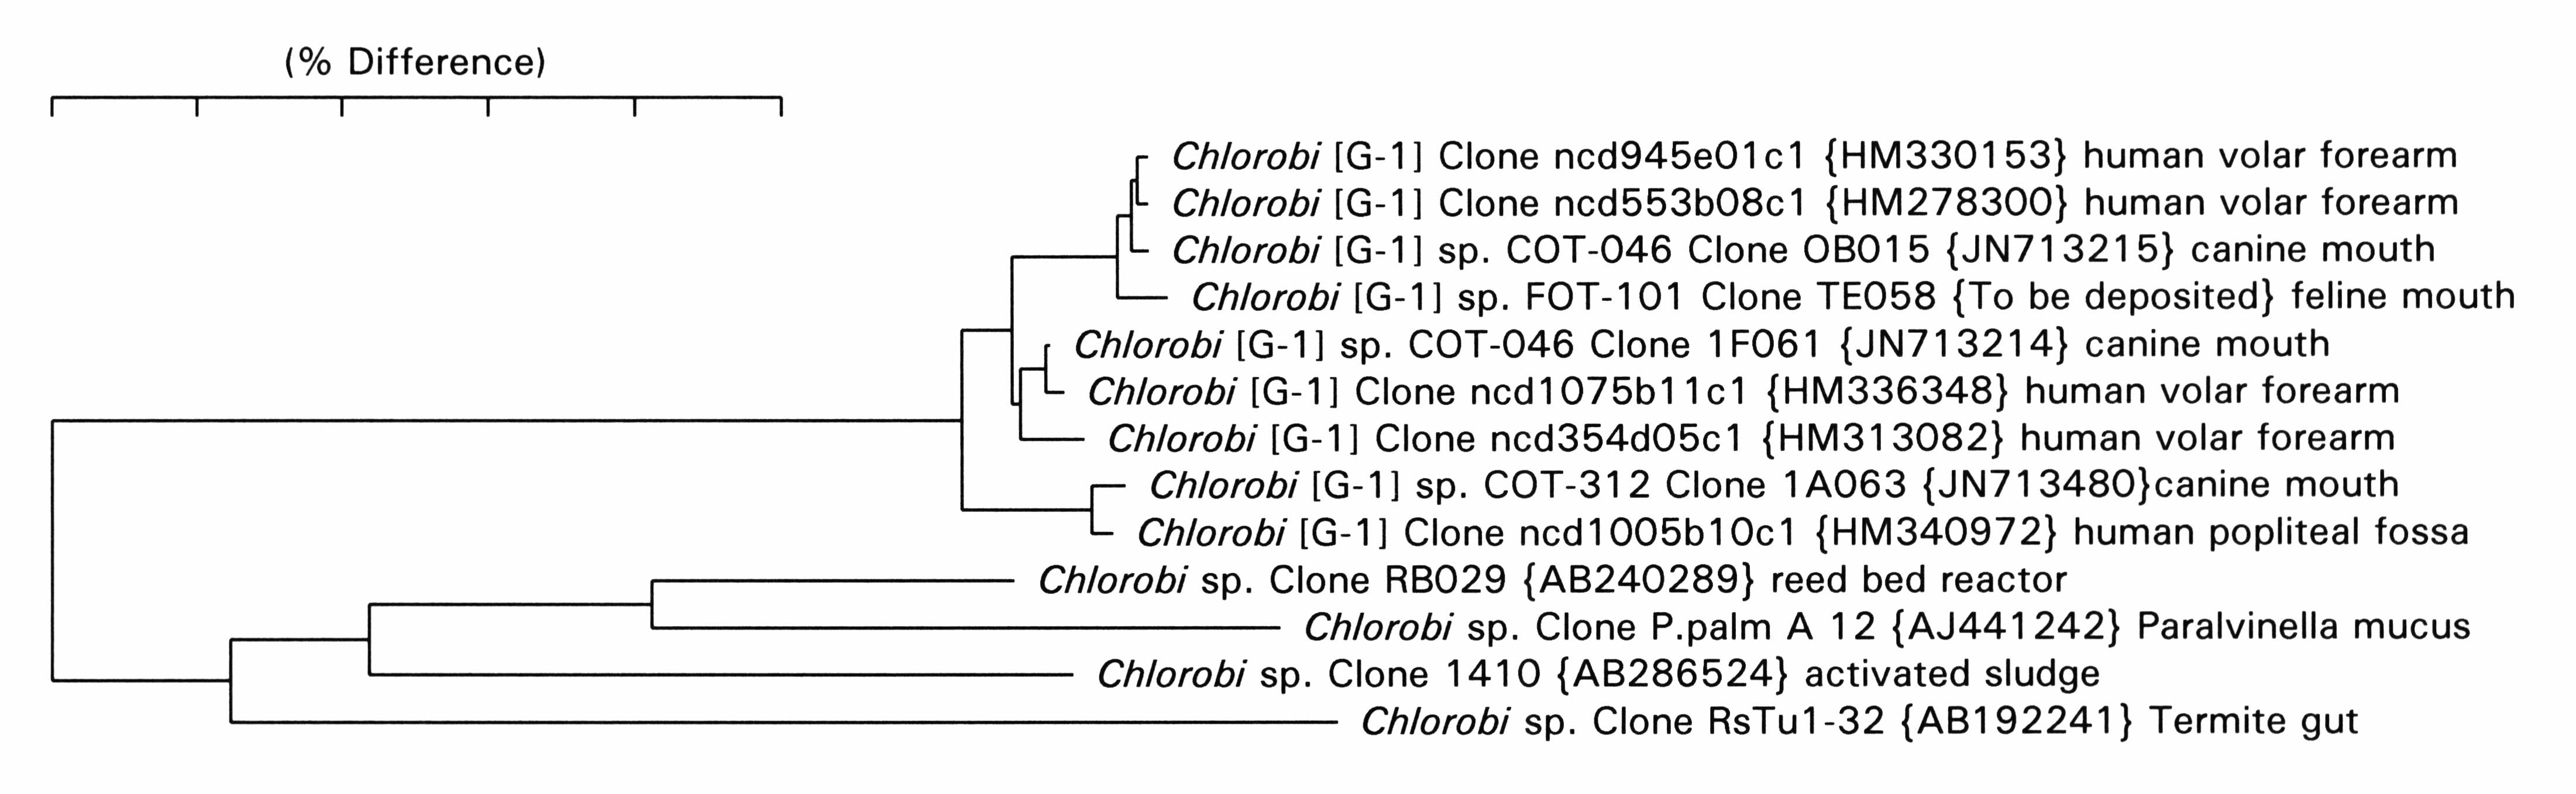 (% Difference)
Chlorobi [G-1] Clone ncd945e01c1 {HM330153} human volar forearm
Chlorobi [G-1] Clone ncd553b08c1 {HM278300} human volar forearm
Chlorobi [G-1] sp. COT-046 Clone OB015 {JN713215} canine mouth
Chlorobi [G-1] sp. FOT-101 Clone TE058 {To be deposited} feline mouth
Chlorobi [G-1] sp. COT-046 Clone 1F061 {JN713214} canine mouth
Chlorobi [G-1] Clone ncd1075b11c1 {HM336348} human volar forearm
Chlorobi [G-1] Clone ncd354d05c1 {HM313082} human volar forearm
Chlorobi [G-1] sp. COT-312 Clone 1A063 {JN713480}canine mouth
Chlorobi [G-1] Clone ncd1005b10c1 {HM340972} human popliteal fossa
Chlorobi sp. Clone RB029 {AB240289} reed bed reactor
Chlorobi sp. Clone P.palm A 12 {AJ441242} Paralvinella mucus
Chlorobi sp. Clone 1410 {AB286524} activated sludge
Chlorobi sp. Clone RsTu1-32 {AB192241} Termite gut